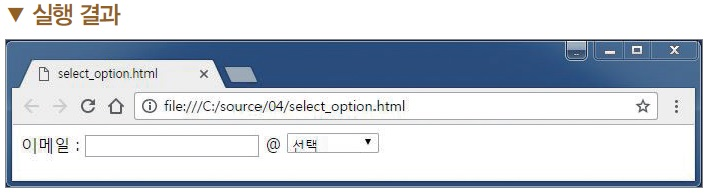 ▼ 실행 결과
select_option.html
file:///C:/source/04/select_option.html
이메일 : @ 선택